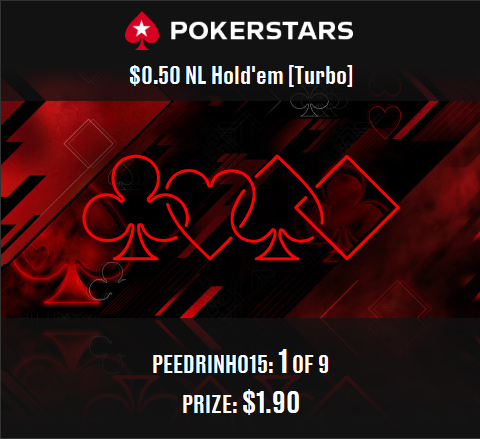 POKERSTARS
$0.50 NL Hold'em [Turbo]
PEEDRINHO15: 1 OF 9
PRIZE: $1.90